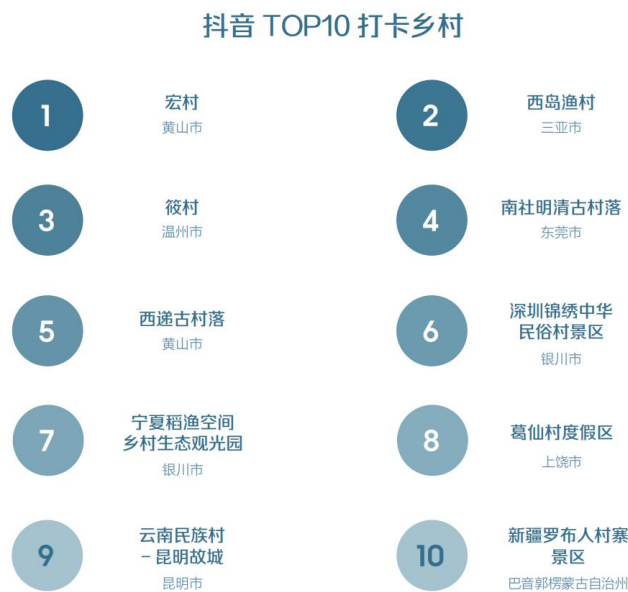 抖音 TOP10 打卡乡村
1
宏村
黄山市
2
西岛渔村
三亚市
3
筱村
温州市
4
南社明清古村落
东莞市
5
西递古村落
黄山市
6
深圳锦绣中华
民俗村景区
银川市
7
宁夏稻渔空间
乡村生态观光园
银川市
8
葛仙村度假区
上饶市
9
云南民族村
–昆明故城
昆明市
10
新疆罗布人村寨
景区
巴音郭楞蒙古自治州